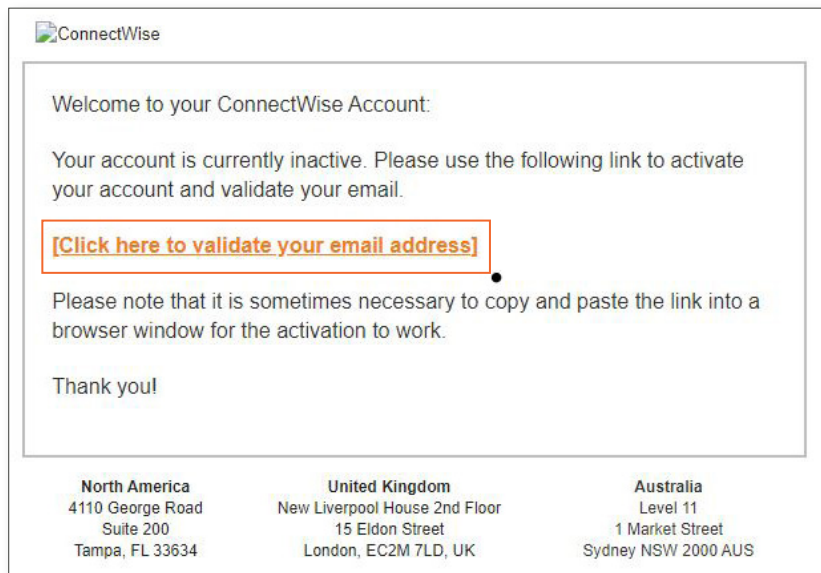 ConnectWise
Welcome to your ConnectWise Account:
Your account is currently inactive. Please use the following link to activate
your account and validate your email.
[Click here to validate your email address]
Please note that it is sometimes necessary to copy and paste the link into a
browser window for the activation to work.
Thank you!
North America
4110 George Road
Suite 200
Tampa, FL 33634
United Kingdom
New Liverpool House 2nd Floor
15 Eldon Street
London, EC2M 7LD, UK
Australia
Level 11
1 Market Street
Sydney NSW 2000 AUS